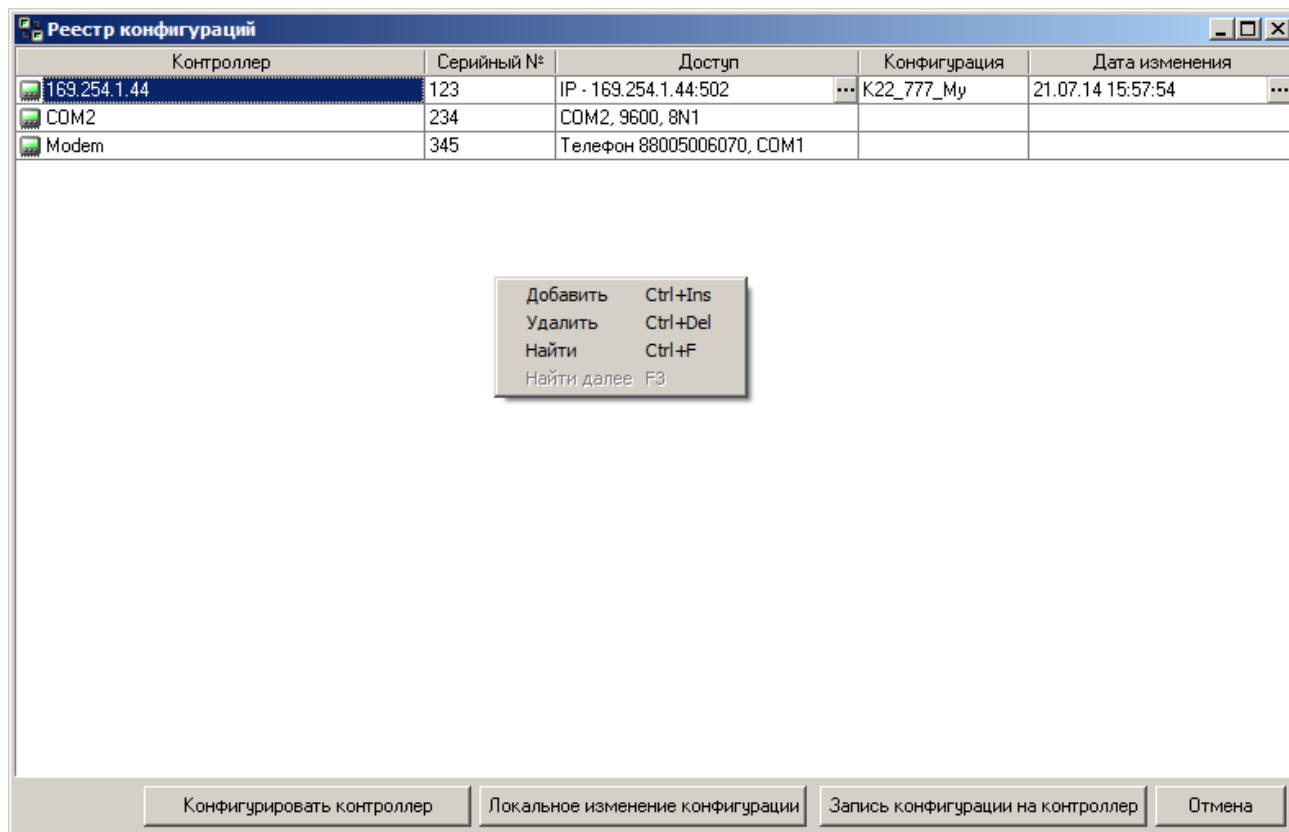 Реестр конфигураций
Контроллер Серийный № Доступ Конфигурация Дата изменения
169.254.1.44 123 IP - 169.254.1.44:502 ... K22_777_My 21.07.14 15:57:54 ...
COM2 234 COM2, 9600, 8N1
Modem 345 Телефон 88005006070, COM1
Добавить Ctrl+Ins
Удалить Ctrl+Del
Найти Ctrl+F
Найти далее F3
Конфигурировать контроллер Локальное изменение конфигурации Запись конфигурации на контроллер Отмена